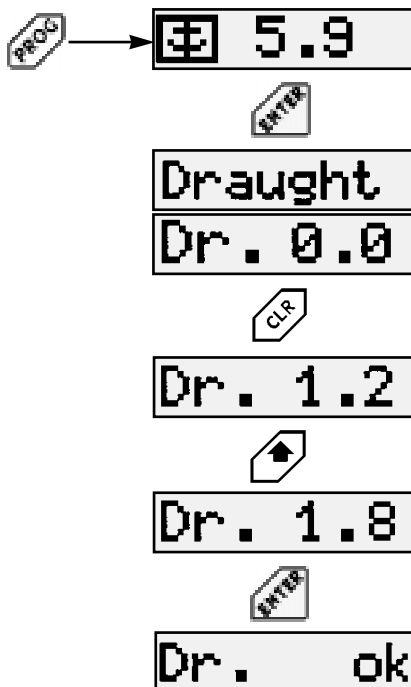 PROG
5.9
ENTER
Draught
Dr. 0.0
CLR
Dr. 1.2
Dr. 1.8
ENTER
Dr. ok